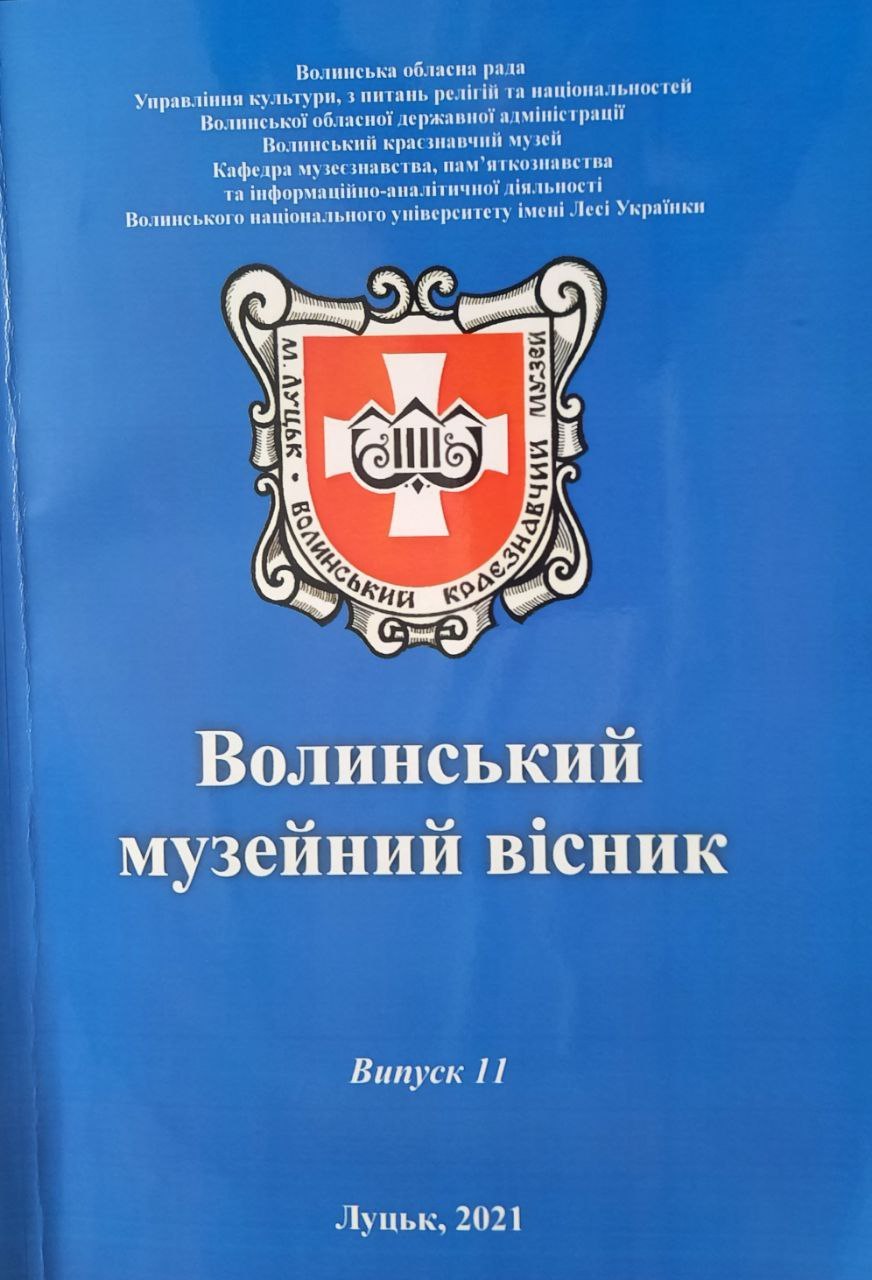 Волинська обласна рада
Управління культури, з питань релігій та національностей
Волинської обласної державної адміністрації
Волинський краєзнавчий музей
Кафедра музеєзнавства, пам’яткознавства
та інформаційно-аналітичної діяльності
Волинського національного університету імені Лесі Українки
М. ЛУЦЬК • ВОЛИНСЬКИЙ КРАЄЗНАВЧИЙ МУЗЕЙ
Волинський
музейний вісник
Випуск 11
Луцьк, 2021